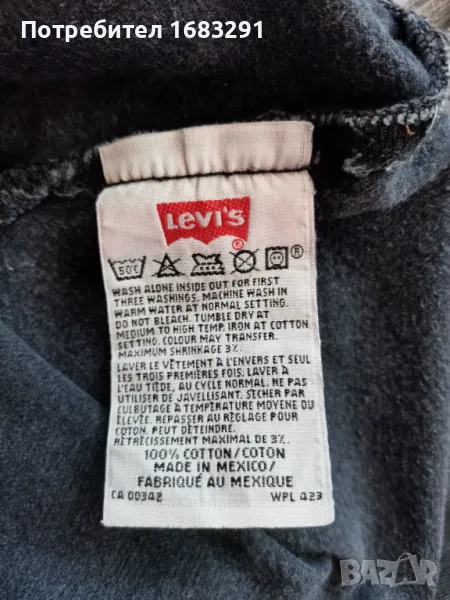 Потребител 1683291
Levi's
®
50°C
®
WASH ALONE INSIDE OUT FOR FIRST
THREE WASHINGS. MACHINE WASH IN
WARM WATER AT NORMAL SETTING.
DO NOT BLEACH. TUMBLE DRY AT
MEDIUM TO HIGH TEMP. IRON AT COTTON
SETTING. COLOUR MAY TRANSFER.
MAXIMUM SHRINKAGE 3%.
LAVER LE VÊTEMENT À L'ENVERS ET SEUL
LES TROIS PREMIÈRES FOIS. LAVER À
L'EAU TIÈDE, AU CYCLE NORMAL. NE PAS
UTILISER DE JAVELLISANT. SÉCHER PAR
CULBUTAGE À TEMPÉRATURE MOYENNE OU
ÉLEVÉE. REPASSER AU RÉGLAGE POUR
COTON. PEUT DÉTEINDRE.
RÉTRÉCISSEMENT MAXIMAL DE 3%.
100% COTTON/COTON
MADE IN MEXICO/
FABRIQUÉ AU MEXIQUE
CA 00342 WPL 423
BAZAR